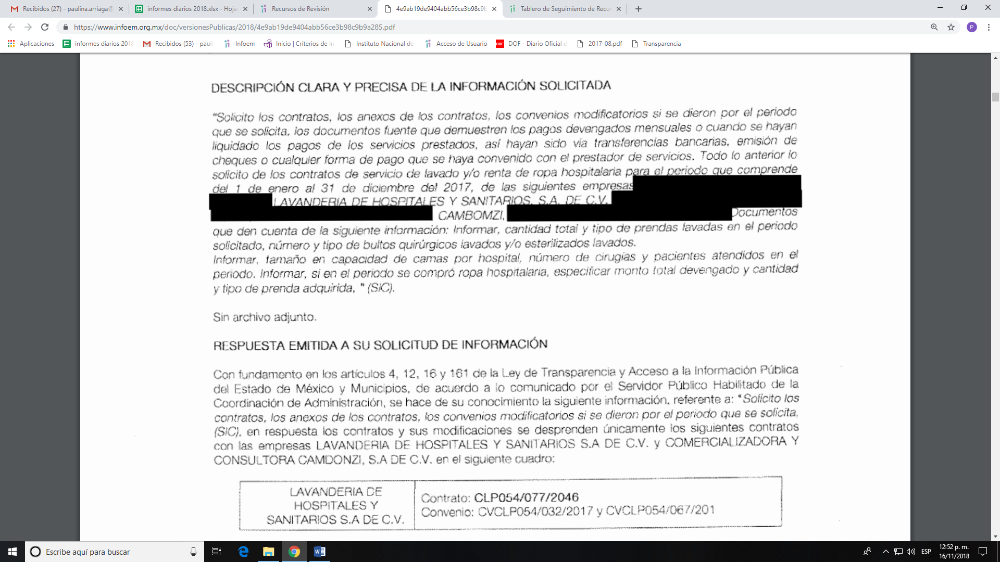 Recibidos (27) - paulina.arriaga@
informes diarios 2018.xlsx - Hoja
Recursos de Revisión
4e9ab19de9404abb56ce3b98c9b
Tablero de Seguimiento de Recu
https://www.infoem.org.mx/doc/versionesPublicas/2018/4e9ab19de9404abb56ce3b98c9b9a285.pdf
P
Aplicaciones
informes diarios 2018
Recibidos (53) - pauli
Infoem
Inicio | Criterios de In
Instituto Nacional de
Acceso de Usuario
DOF
DOF - Diario Oficial d
2017-08.pdf
Transparencia
DESCRIPCIÓN CLARA Y PRECISA DE LA INFORMACIÓN SOLICITADA
"Solicito los contratos, los anexos de los contratos, los convenios modificatorios si se dieron por el periodo
que se solicita, los documentos fuente que demuestren los pagos devengados mensuales o cuando se hayan
liquidado los pagos de los servicios prestados, así hayan sido vía transferencias bancarias, emisión de
cheques o cualquier forma de pago que se haya convenido con el prestador de servicios. Todo lo anterior lo
solicito de los contratos de servicio de lavado y/o renta de ropa hospitalaria para el periodo que comprende
del 1 de enero al 31 de diciembre del 2017, de las siguientes empresas
LAVANDERIA DE HOSPITALES Y SANITARIOS, S.A. DE C.V.
CAMBOMZI, Documentos
que den cuenta de la siguiente información: Informar, cantidad total y tipo de prendas lavadas en el periodo
solicitado, número y tipo de bultos quirúrgicos lavados y/o esterilizados lavados.
Informar, tamaño en capacidad de camas por hospital, número de cirugías y pacientes atendidos en el
periodo. Informar, si en el periodo se compró ropa hospitalaria, especificar monto total devengado y cantidad
y tipo de prenda adquirida, " (SIC).
Sin archivo adjunto.
RESPUESTA EMITIDA A SU SOLICITUD DE INFORMACIÓN
Con fundamento en los artículos 4, 12, 16 y 161 de la Ley de Transparencia y Acceso a la Información Pública
del Estado de México y Municipios, de acuerdo a lo comunicado por el Servidor Público Habilitado de la
Coordinación de Administración, se hace de su conocimiento la siguiente información, referente a: "Solicito los
contratos, los anexos de los contratos, los convenios modificatorios si se dieron por el periodo que se solicita,
(SIC), en respuesta los contratos y sus modificaciones se desprenden únicamente los siguientes contratos
con las empresas LAVANDERIA DE HOSPITALES Y SANITARIOS S.A DE C.V. y COMERCIALIZADORA Y
CONSULTORA CAMDONZI, S.A DE C.V. en el siguiente cuadro:
LAVANDERIA DE
HOSPITALES Y
SANITARIOS S.A DE C.V.
Contrato: CLP054/077/2046
Convenio: CVCLP054/032/2017 y CVCLP054/067/201
Escribe aquí para buscar
ESP
12:52 p. m.
16/11/2018